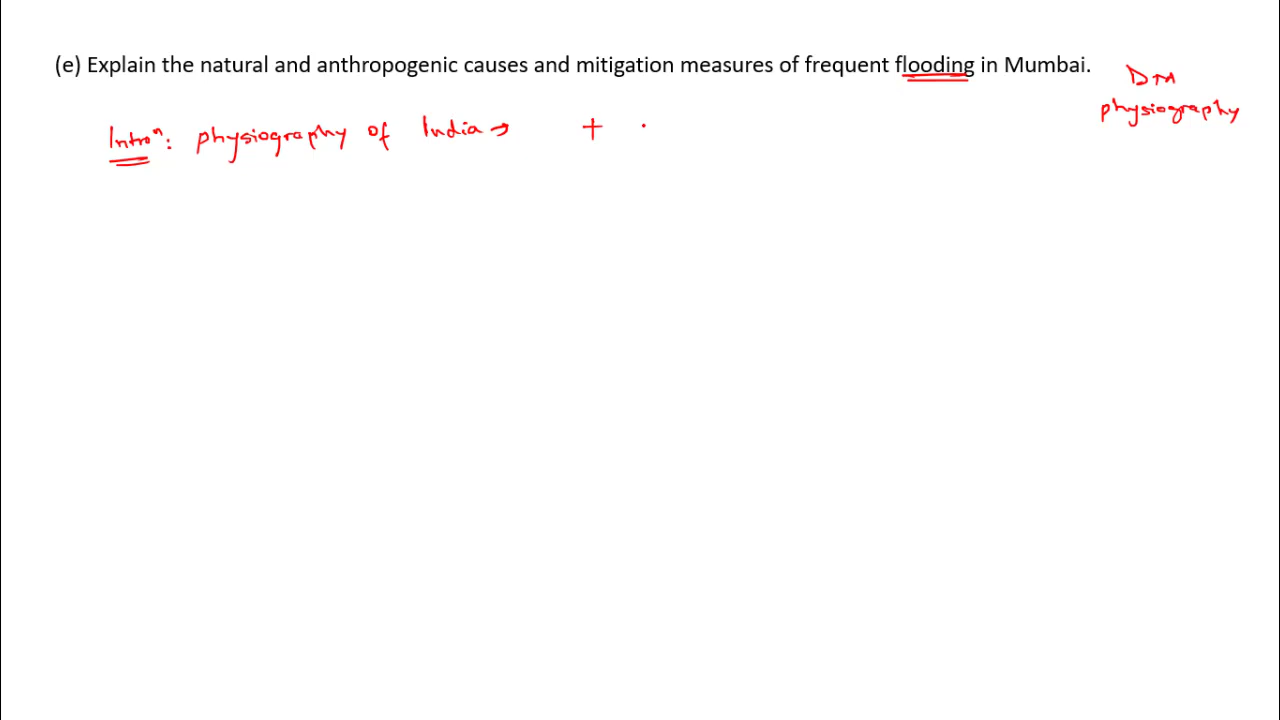 (e) Explain the natural and anthropogenic causes and mitigation measures of frequent flooding in Mumbai.
DM
physiography
Introⁿ: physiography of India → +